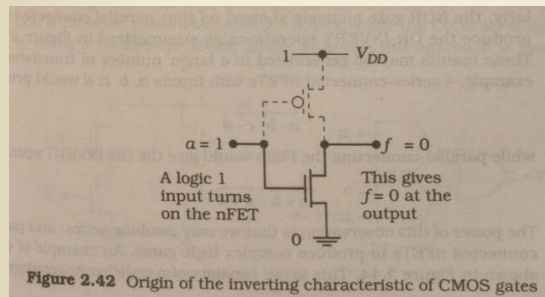 1 V_DD
a = 1 f = 0
A logic 1
input turns
on the nFET
This gives
f = 0 at the
output
0
Figure 2.42 Origin of the inverting characteristic of CMOS gates